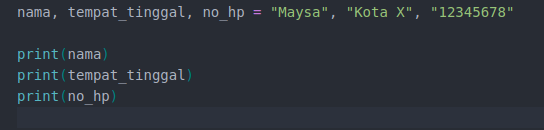 nama, tempat_tinggal, no_hp = "Maysa", "Kota X", "12345678"
print(nama)
print(tempat_tinggal)
print(no_hp)